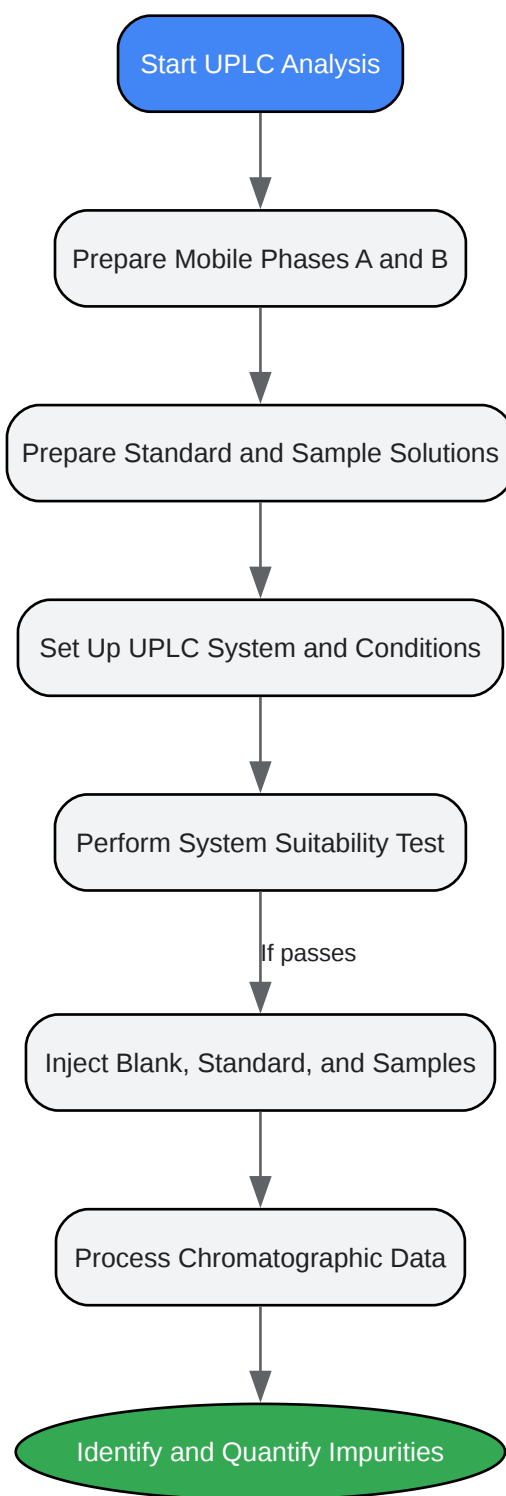 Start UPLC Analysis
Prepare Mobile Phases A and B
Prepare Standard and Sample Solutions
Set Up UPLC System and Conditions
Perform System Suitability Test
If passes
Inject Blank, Standard, and Samples
Process Chromatographic Data
Identify and Quantify Impurities